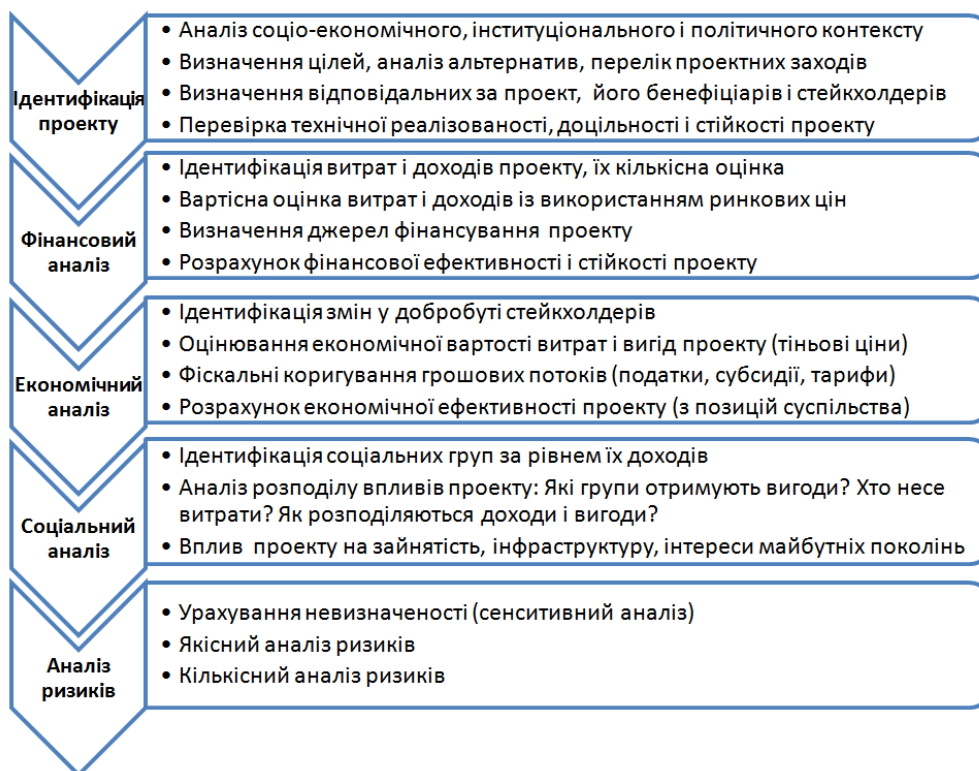 Ідентифікація
проекту
• Аналіз соціо-економічного, інституціонального і політичного контексту
• Визначення цілей, аналіз альтернатив, перелік проектних заходів
• Визначення відповідальних за проект, його бенефіціарів і стейкхолдерів
• Перевірка технічної реалізованості, доцільності і стійкості проекту
Фінансовий
аналіз
• Ідентифікація витрат і доходів проекту, їх кількісна оцінка
• Вартісна оцінка витрат і доходів із використанням ринкових цін
• Визначення джерел фінансування проекту
• Розрахунок фінансової ефективності і стійкості проекту
Економічний
аналіз
• Ідентифікація змін у добробуті стейкхолдерів
• Оцінювання економічної вартості витрат і вигід проекту (тіньові ціни)
• Фіскальні коригування грошових потоків (податки, субсидії, тарифи)
• Розрахунок економічної ефективності проекту (з позицій суспільства)
Соціальний
аналіз
• Ідентифікація соціальних груп за рівнем їх доходів
• Аналіз розподілу впливів проекту: Які групи отримують вигоди? Хто несе
витрати? Як розподіляються доходи і вигоди?
• Вплив проекту на зайнятість, інфраструктуру, інтереси майбутніх поколінь
Аналіз
ризиків
• Урахування невизначеності (сенситивний аналіз)
• Якісний аналіз ризиків
• Кількісний аналіз ризиків